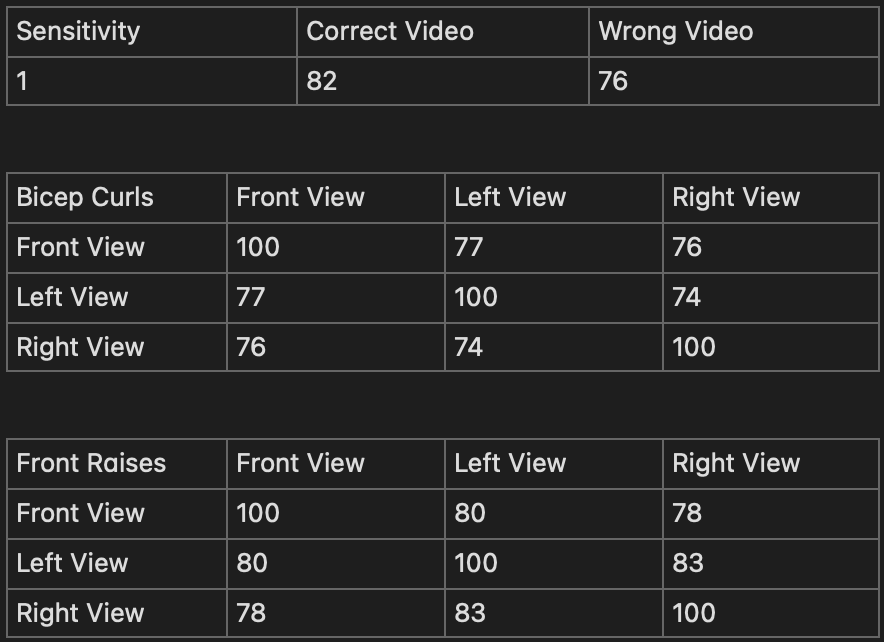 Sensitivity Correct Video Wrong Video
1 82 76
Bicep Curls Front View Left View Right View
Front View 100 77 76
Left View 77 100 74
Right View 76 74 100
Front Raises Front View Left View Right View
Front View 100 80 78
Left View 80 100 83
Right View 78 83 100